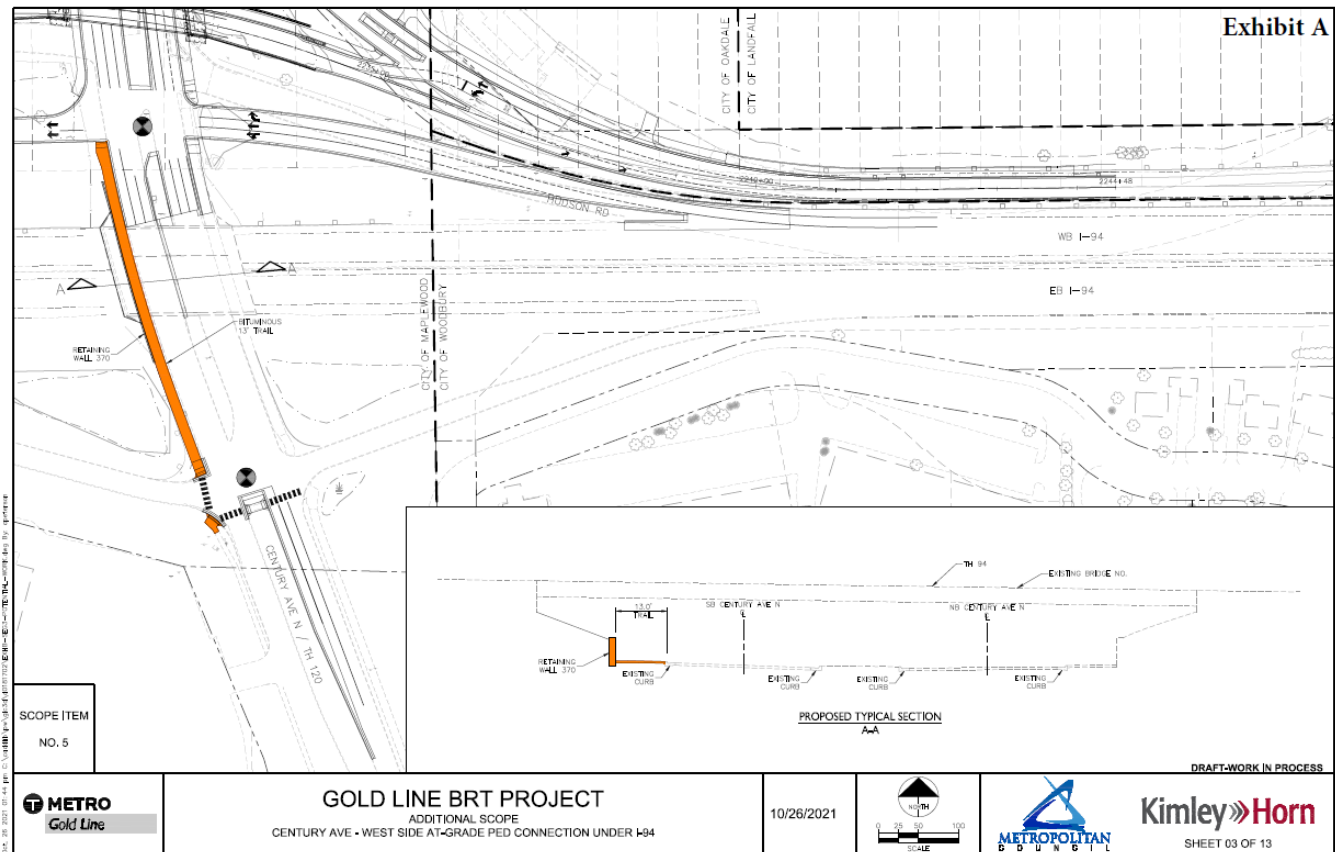 Exhibit A
CITY OF OAKDALE
CITY OF LANDFALL
HUDSON RD
2244+48
WB I-94
EB I-94
CITY OF MAPLEWOOD
CITY OF WOODBURY
A
A
BITUMINOUS
13' TRAIL
RETAINING
WALL 370
CENTURY AVE N / TH 120
TH 94
EXISTING BRIDGE NO.
13.0'
TRAIL
SB CENTURY AVE N
NB CENTURY AVE N
RETAINING
WALL 370
EXISTING
CURB
EXISTING
CURB
EXISTING
CURB
EXISTING
CURB
PROPOSED TYPICAL SECTION
A-A
SCOPE ITEM
NO. 5
DRAFT-WORK IN PROCESS
METRO
Gold Line
GOLD LINE BRT PROJECT
ADDITIONAL SCOPE
CENTURY AVE - WEST SIDE AT-GRADE PED CONNECTION UNDER I-94
10/26/2021
NORTH
0 25 50 100
SCALE
METROPOLITAN
COUNCIL
Kimley»Horn
SHEET 03 OF 13